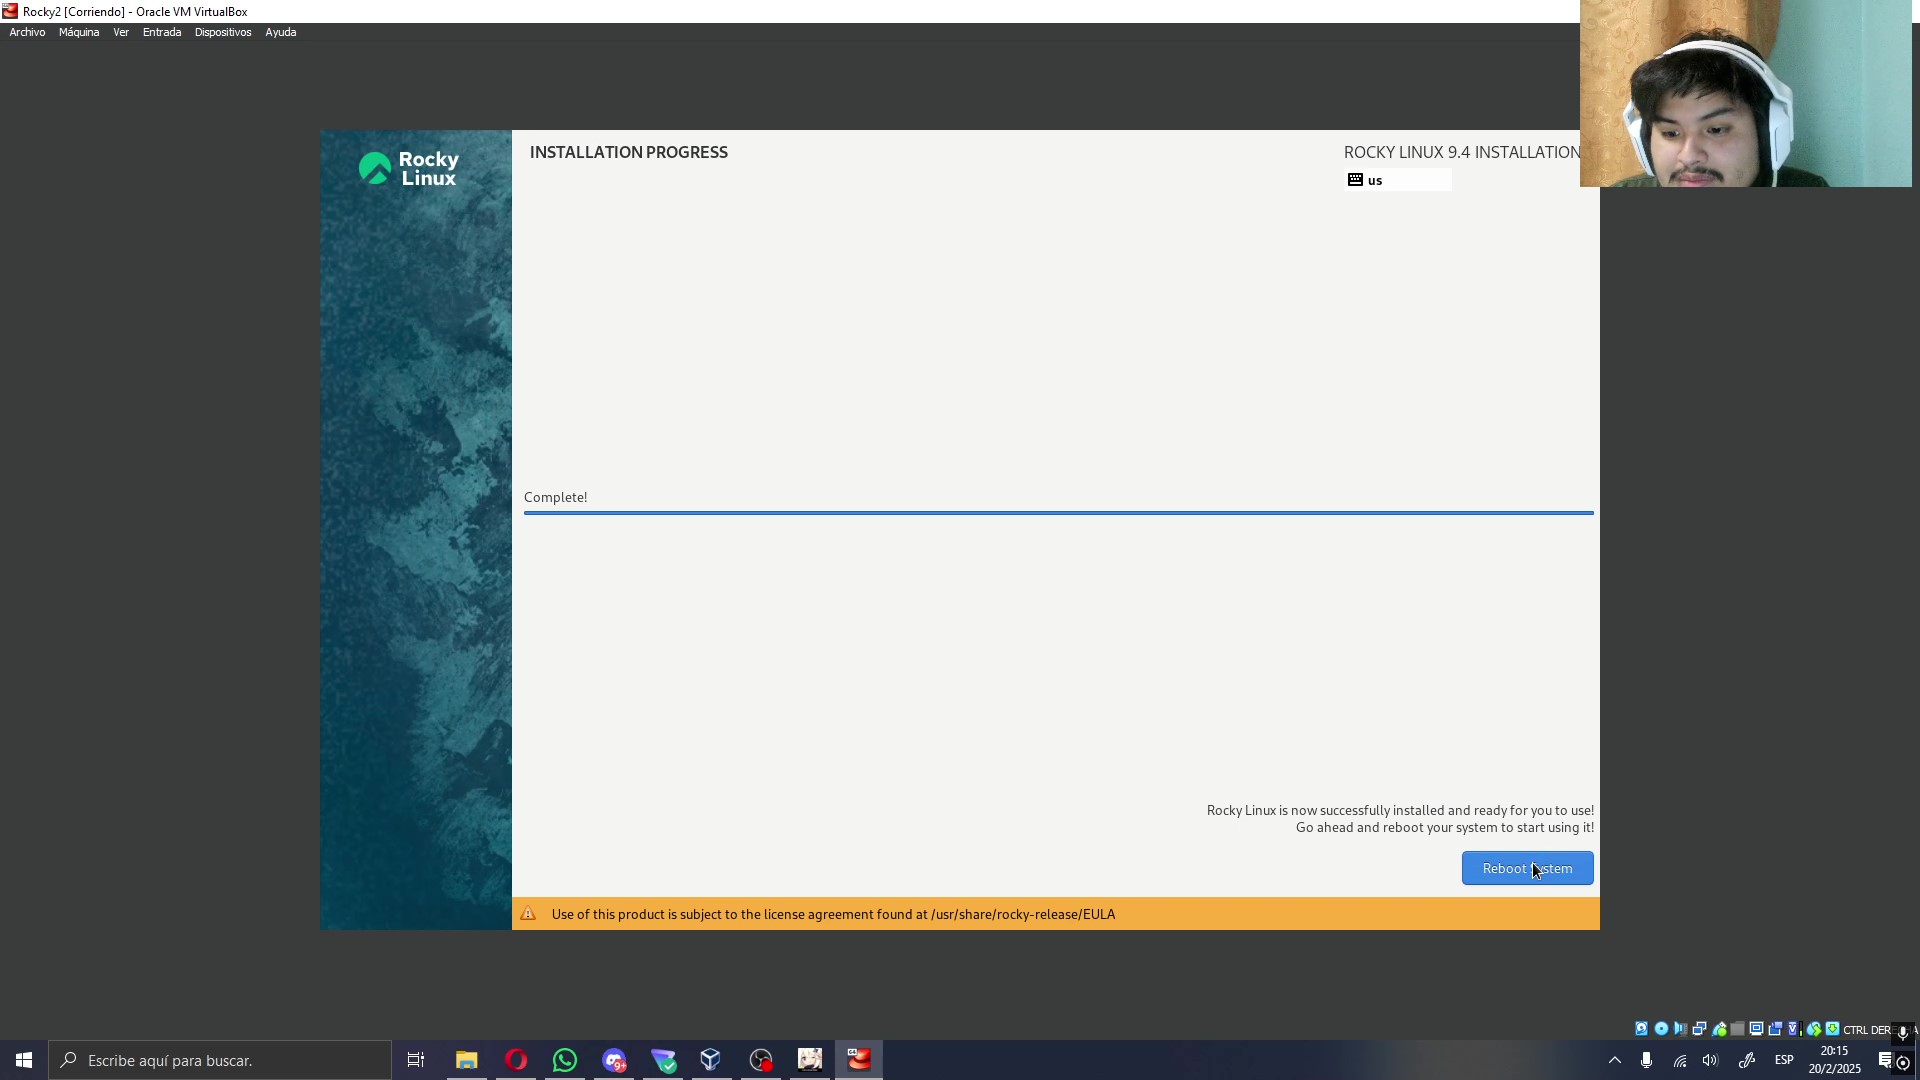 Rocky2 [Corriendo] - Oracle VM VirtualBox
Archivo Máquina Ver Entrada Dispositivos Ayuda
Rocky
Linux
INSTALLATION PROGRESS
ROCKY LINUX 9.4 INSTALLATION
us
Complete!
Rocky Linux is now successfully installed and ready for you to use!
Go ahead and reboot your system to start using it!
Reboot System
Use of this product is subject to the license agreement found at /usr/share/rocky-release/EULA
CTRL DERECHA
Escribe aquí para buscar.
9+
64
ESP
20:15
20/2/2025